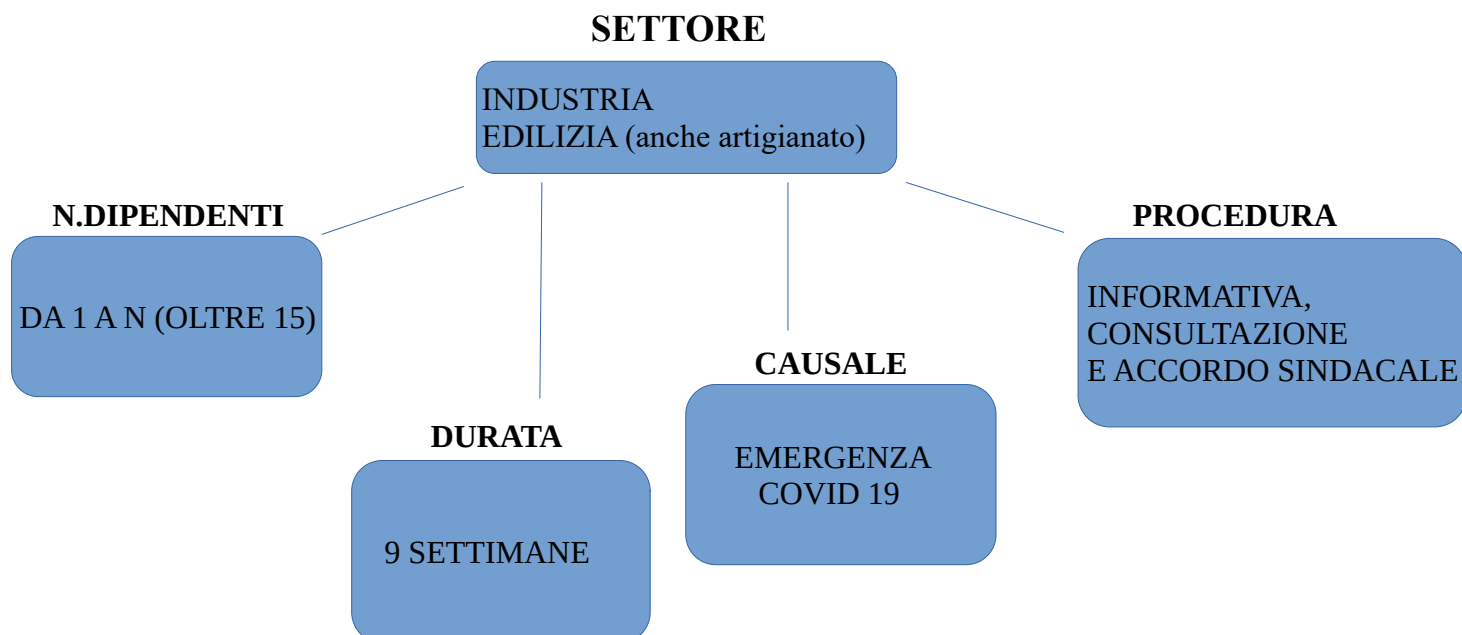 SETTORE
INDUSTRIA
EDILIZIA (anche artigianato)
N.DIPENDENTI
DA 1 A N (OLTRE 15)
PROCEDURA
INFORMATIVA,
CONSULTAZIONE
E ACCORDO SINDACALE
CAUSALE
EMERGENZA
COVID 19
DURATA
9 SETTIMANE